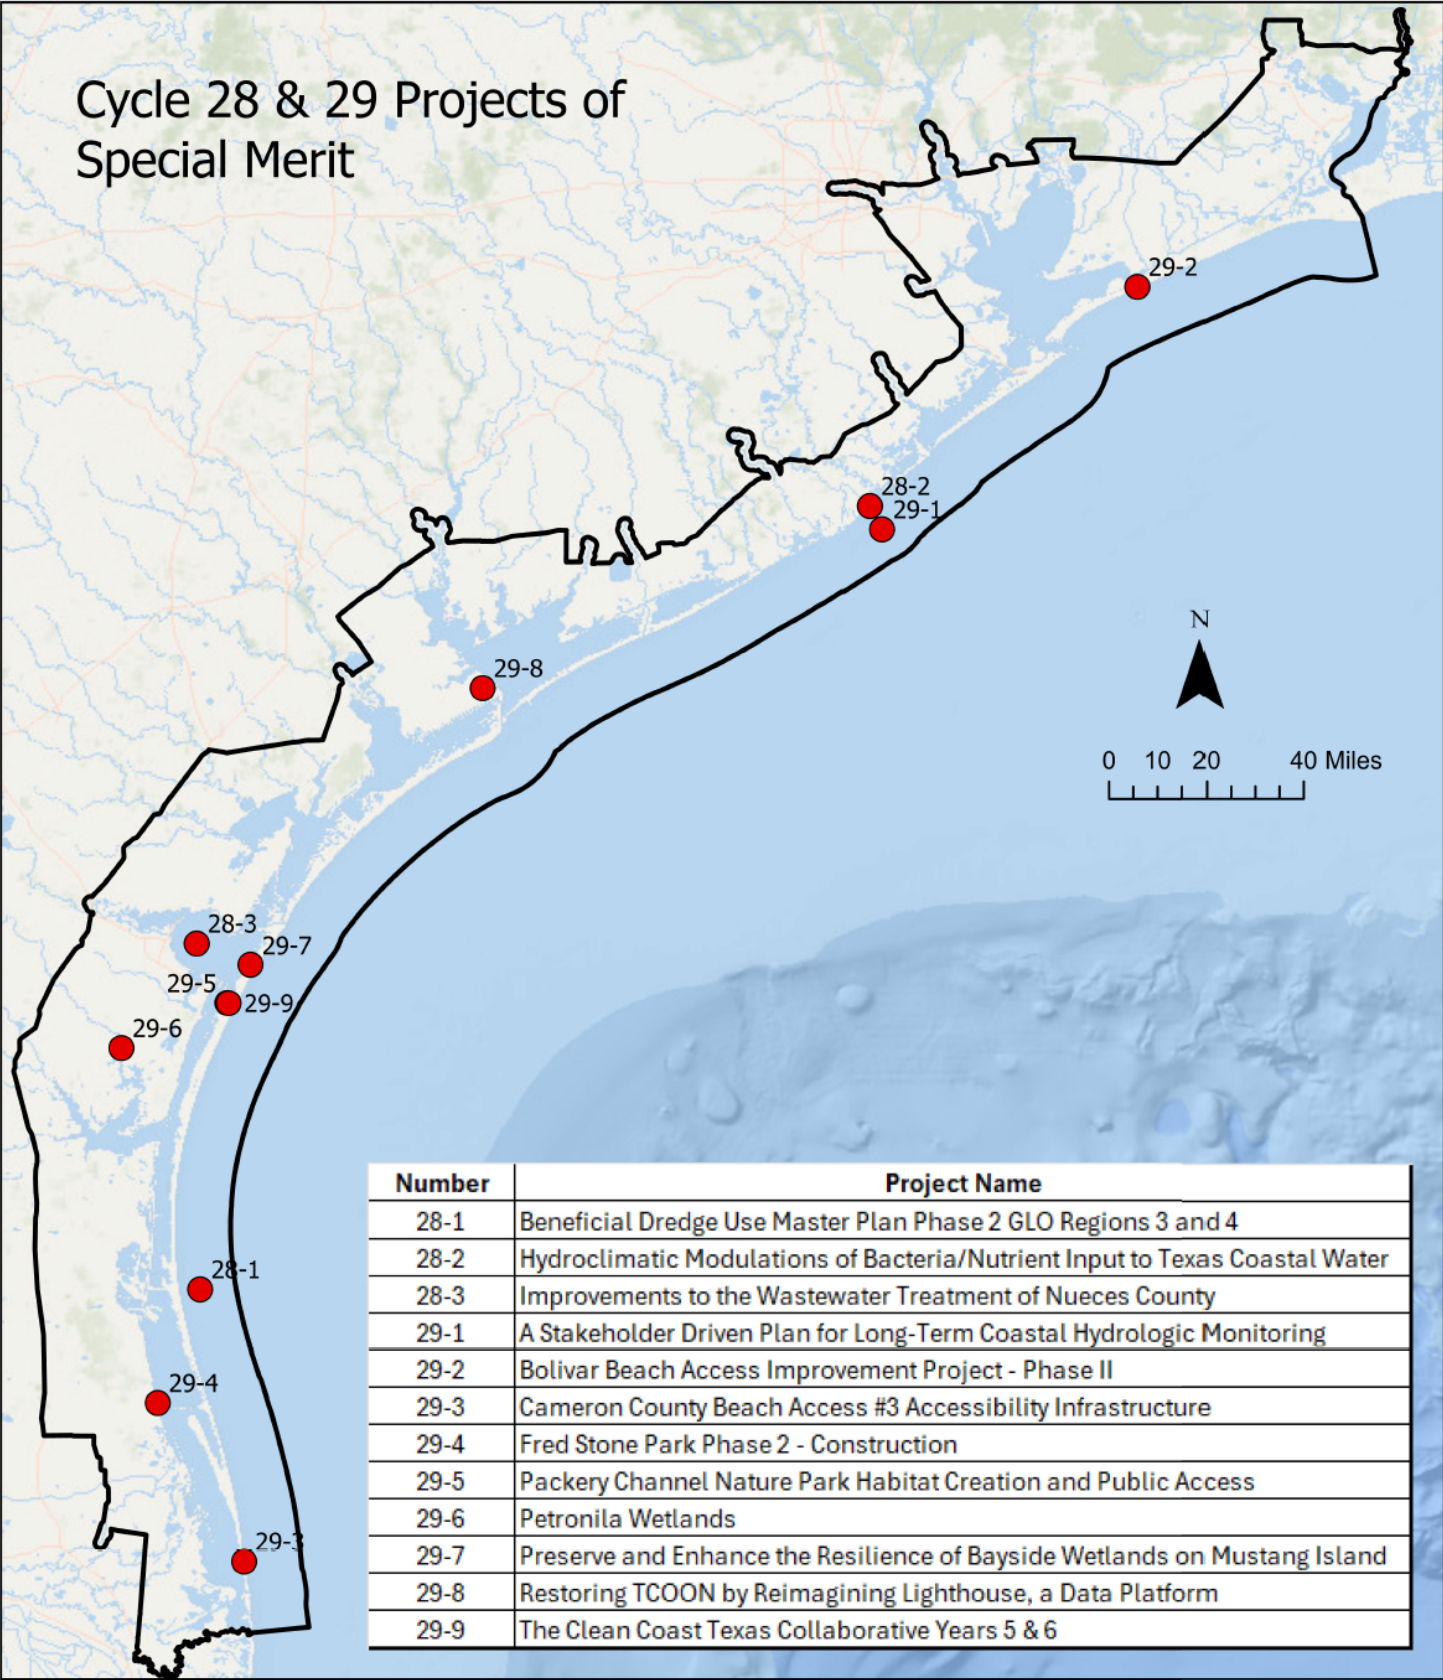 Cycle 28 & 29 Projects of
Special Merit
29-2
28-2
29-1
N
29-8
0 10 20 40 Miles
28-3
29-7
29-5
29-9
29-6
28-1
29-4
29-3
Number Project Name
28-1 Beneficial Dredge Use Master Plan Phase 2 GLO Regions 3 and 4
28-2 Hydroclimatic Modulations of Bacteria/Nutrient Input to Texas Coastal Water
28-3 Improvements to the Wastewater Treatment of Nueces County
29-1 A Stakeholder Driven Plan for Long-Term Coastal Hydrologic Monitoring
29-2 Bolivar Beach Access Improvement Project - Phase II
29-3 Cameron County Beach Access #3 Accessibility Infrastructure
29-4 Fred Stone Park Phase 2 - Construction
29-5 Packery Channel Nature Park Habitat Creation and Public Access
29-6 Petronila Wetlands
29-7 Preserve and Enhance the Resilience of Bayside Wetlands on Mustang Island
29-8 Restoring TCOON by Reimagining Lighthouse, a Data Platform
29-9 The Clean Coast Texas Collaborative Years 5 & 6